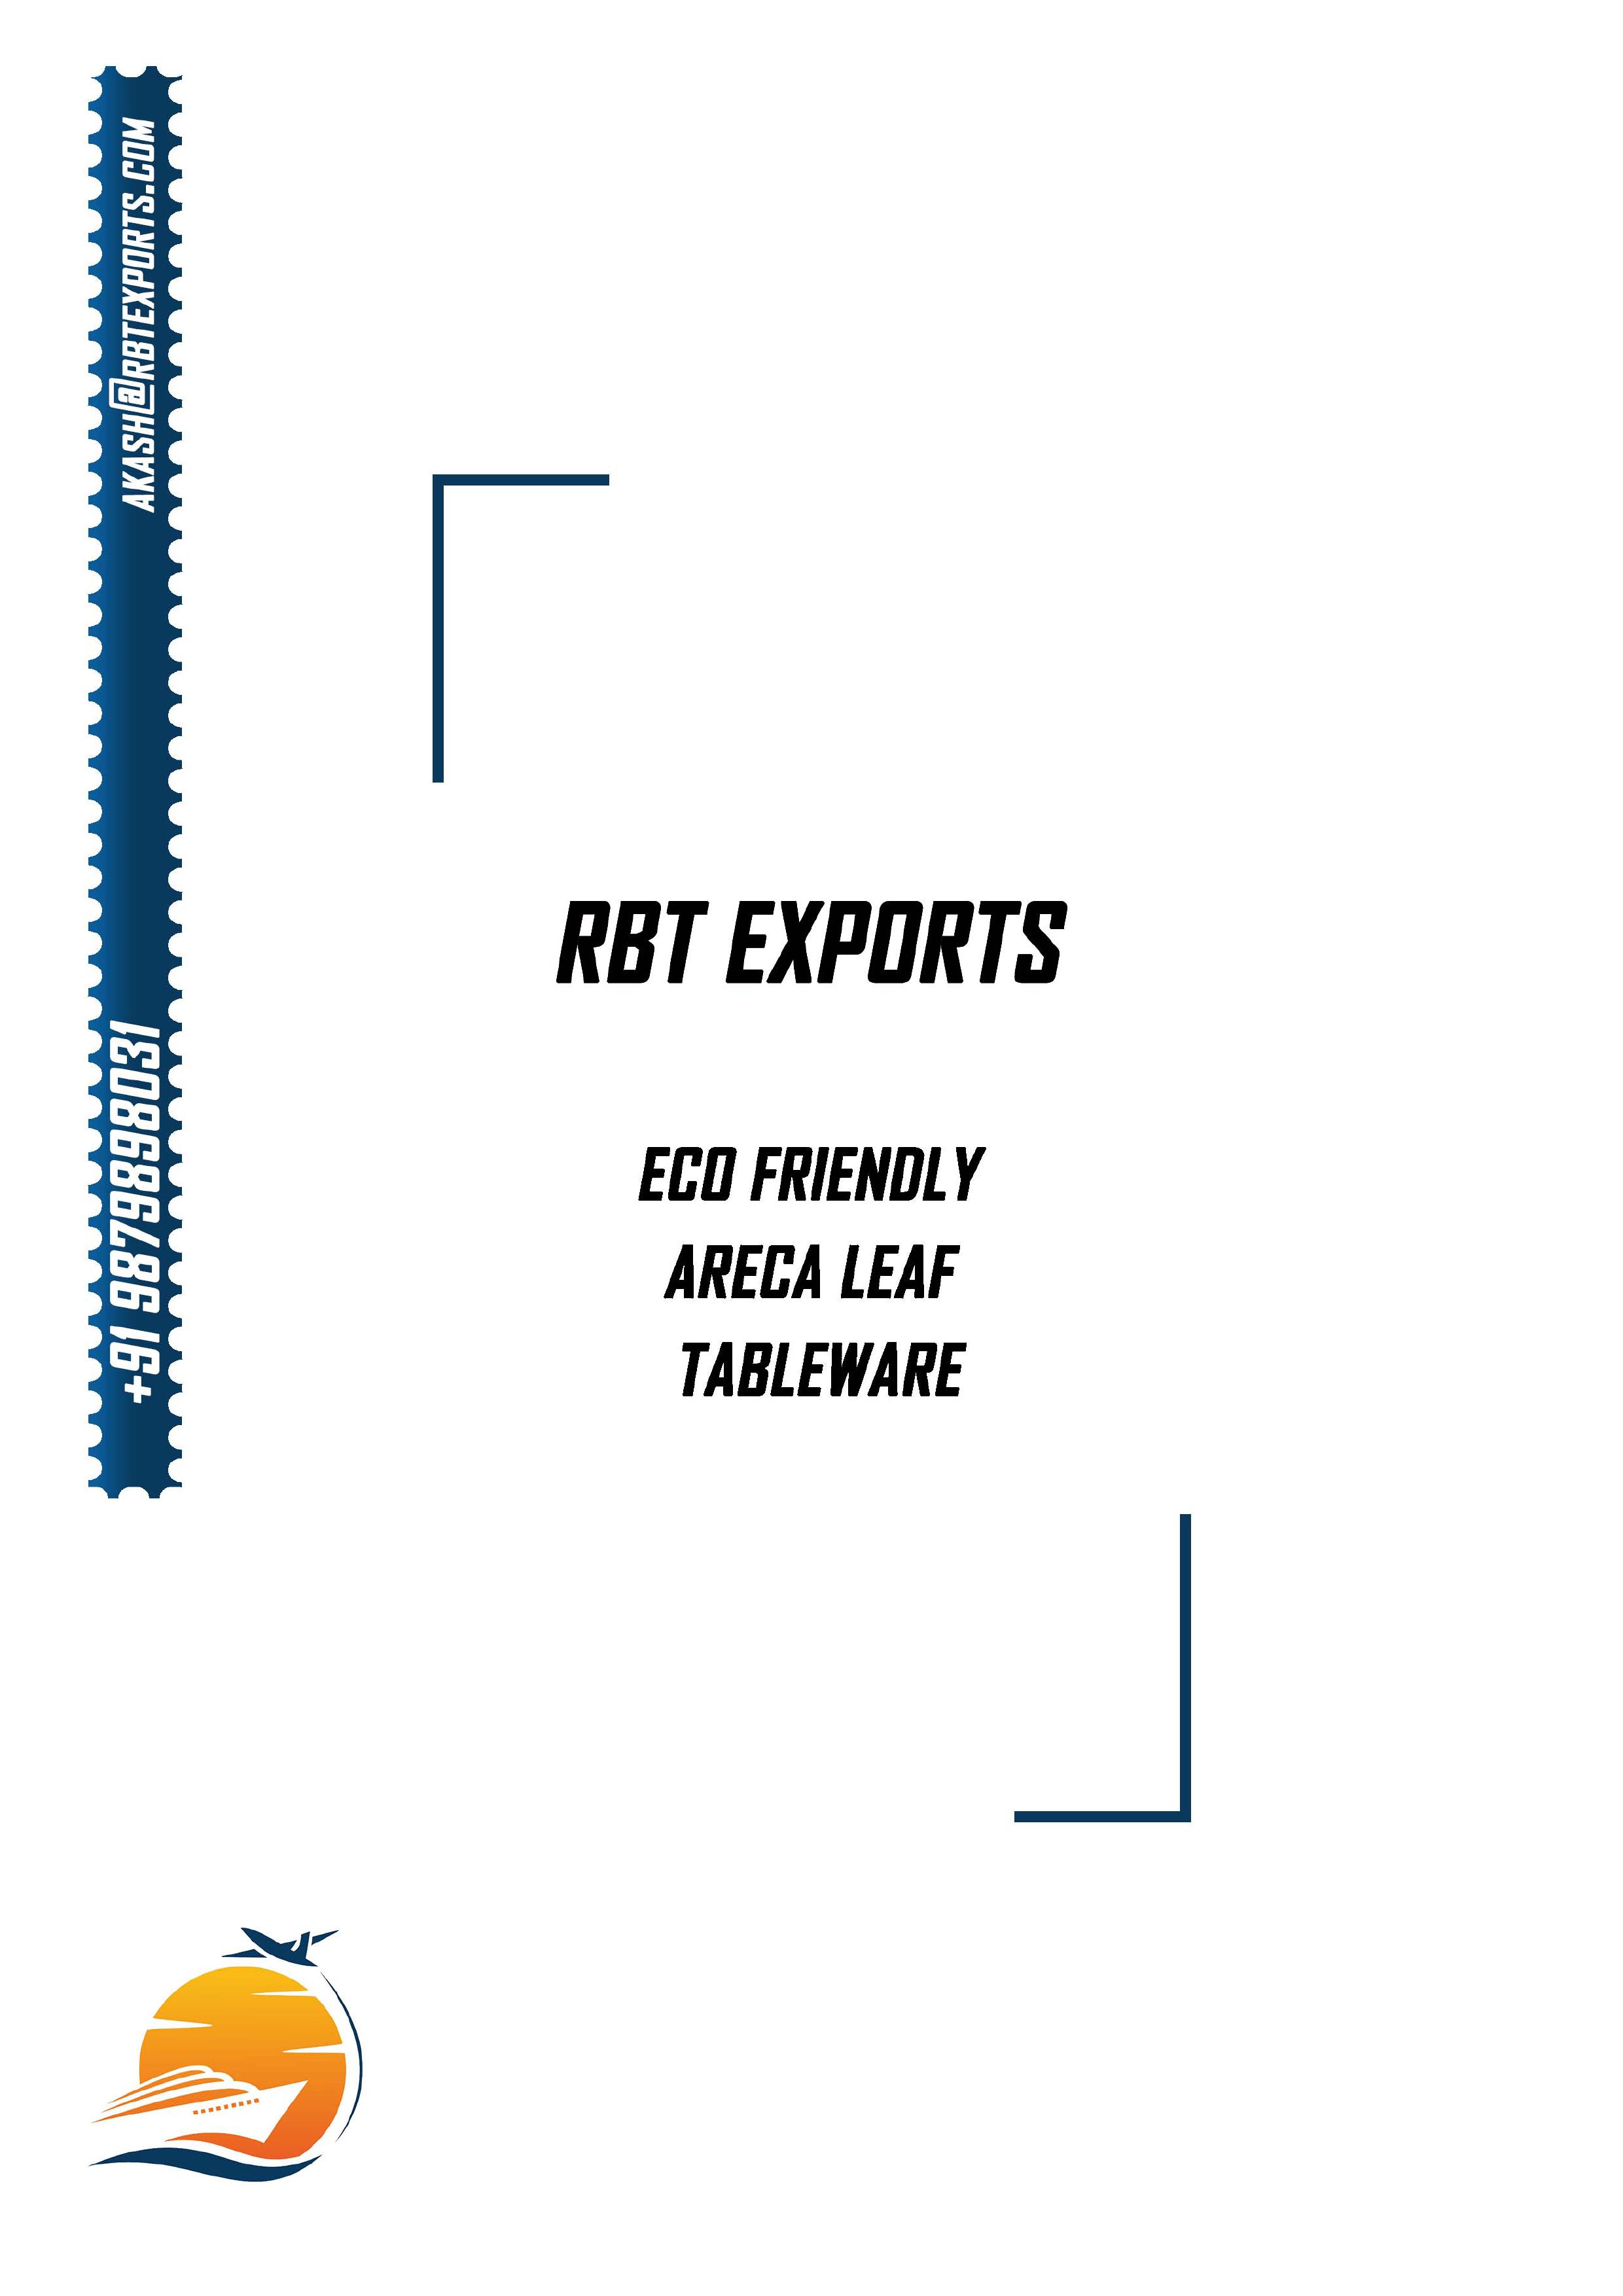 AKASH@RBTEXPORTS.COM
+91 9879898031
RBT EXPORTS
ECO FRIENDLY
ARECA LEAF
TABLEWARE